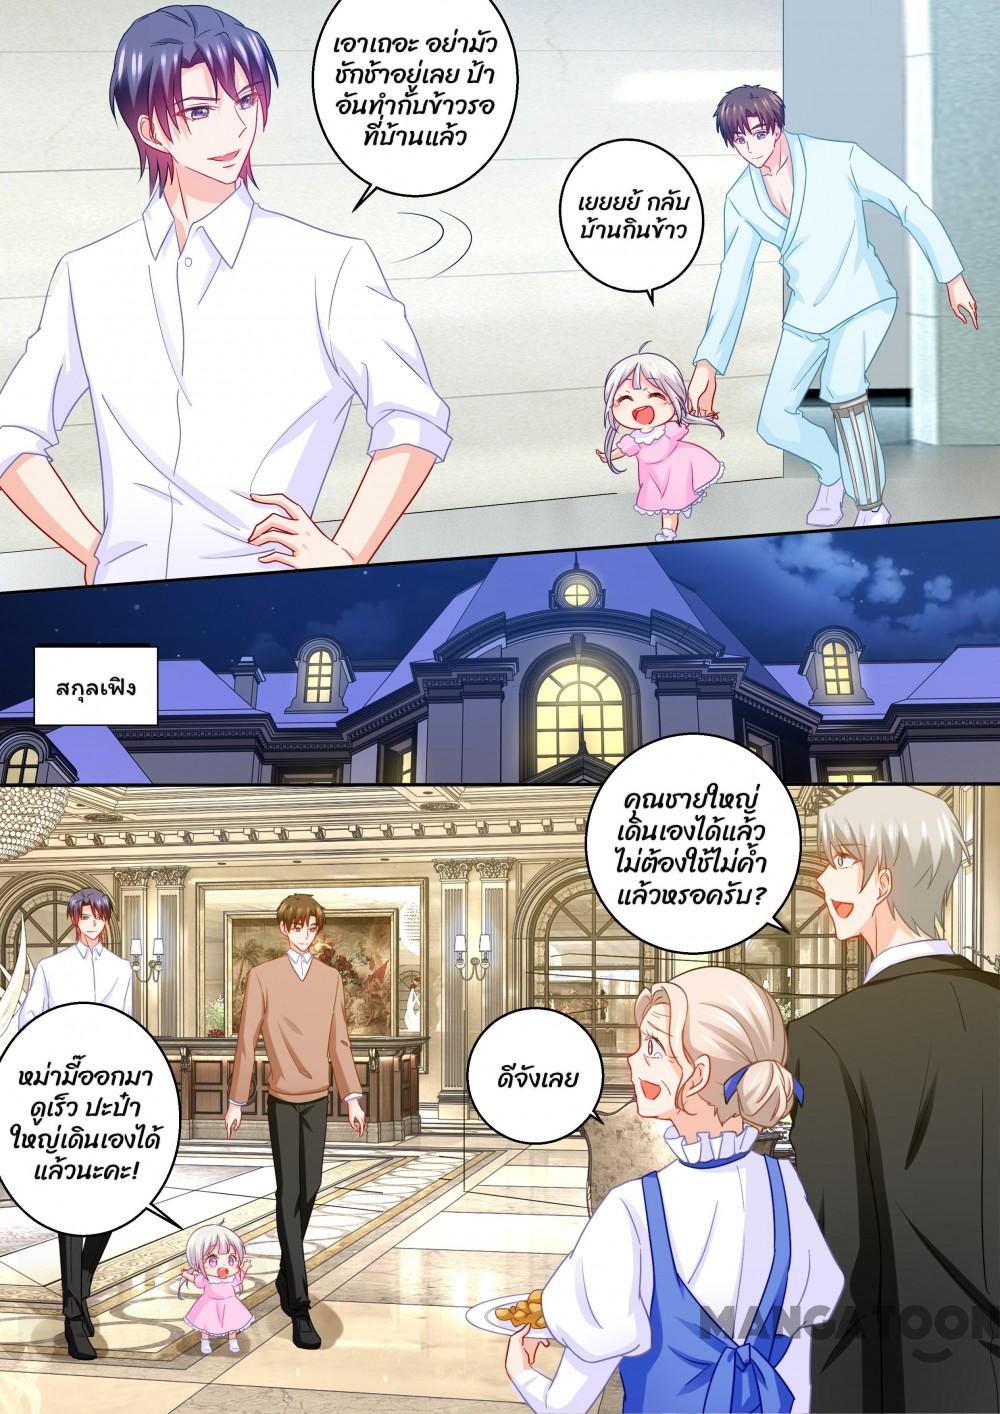 เอาเถอะ อย่ามัว
ชักช้าอยู่เลย ป้า
อันทำกับข้าวรอ
ที่บ้านแล้ว
เยยยย้ กลับ
บ้านกินข้าว
สกุลเฟิง
คุณชายใหญ่
เดินเองได้แล้ว
ไม่ต้องใช้ไม้ค้ำ
แล้วหรอครับ?
ดีจังเลย
หม่ามี๊ออกมา
ดูเร็ว ปะป๋า
ใหญ่เดินเองได้
แล้วนะคะ!
MANGATOON